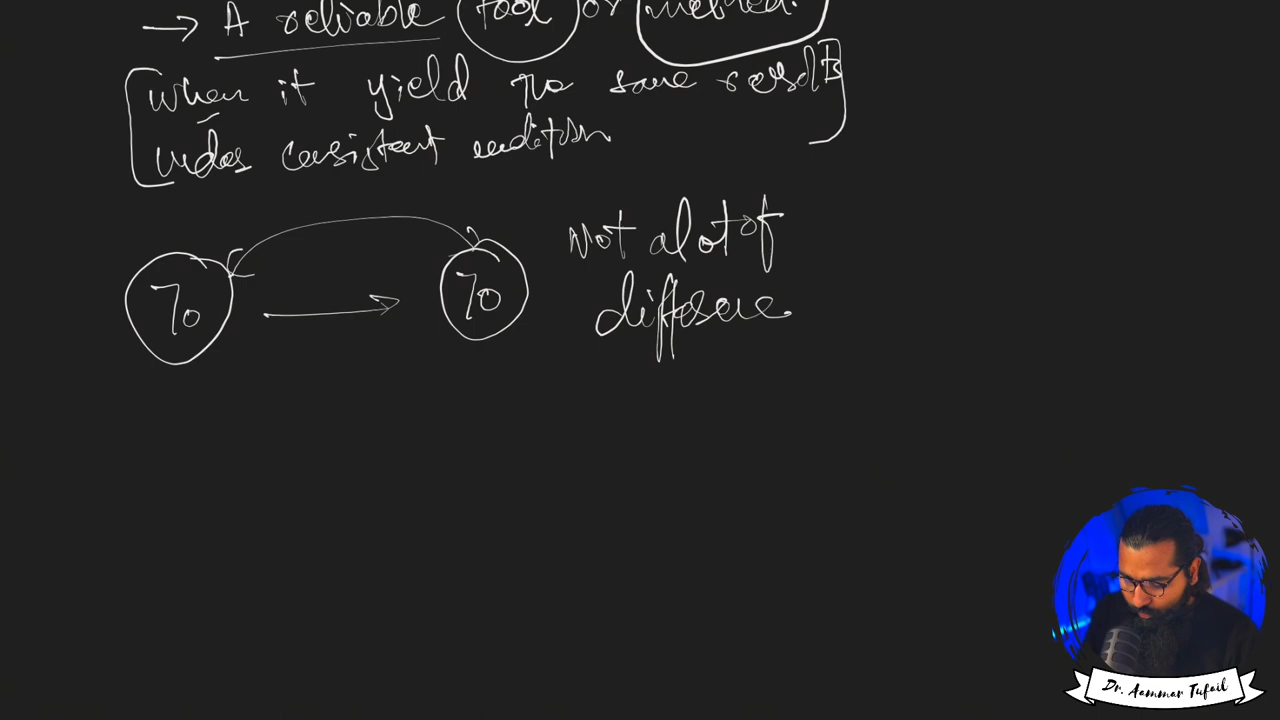 → A reliable tool or method.
when it yield the same results
under consistent condition
70 → 70
Not a lot of
difference
Dr. Aammar Tufail